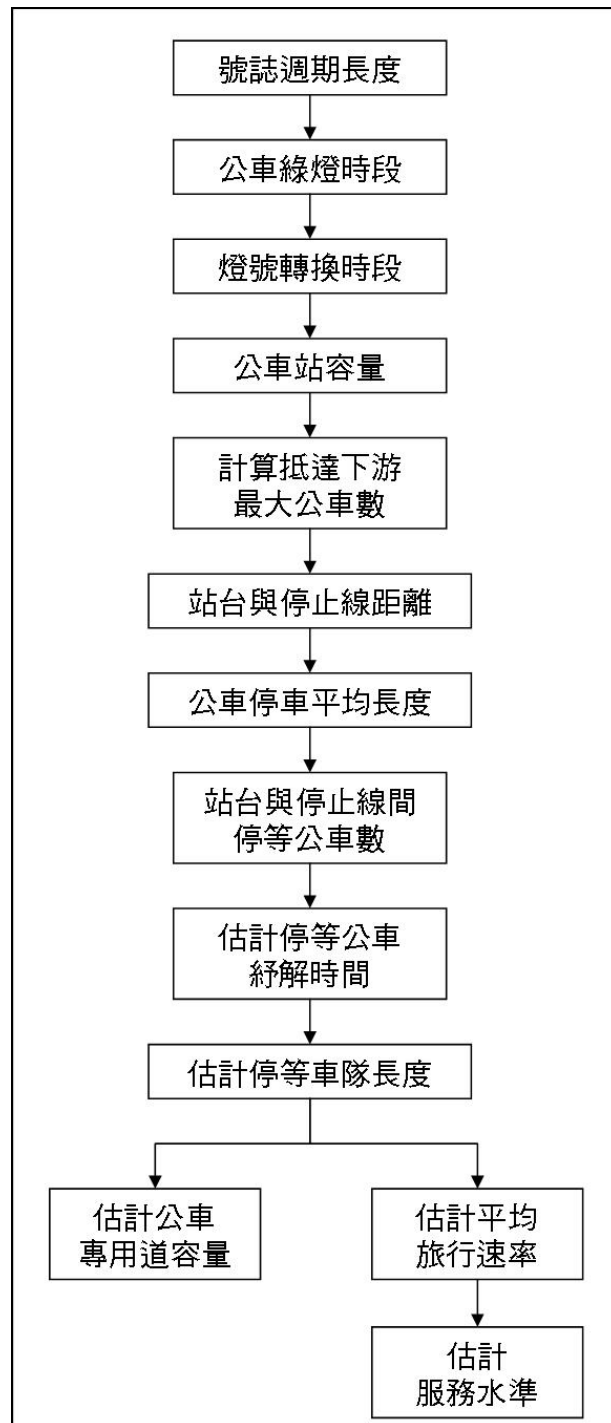 號誌週期長度
公車綠燈時段
燈號轉換時段
公車站容量
計算抵達下游
最大公車數
站台與停止線距離
公車停車平均長度
站台與停止線間
停等公車數
估計停等公車
紓解時間
估計停等車隊長度
估計公車
專用道容量
估計平均
旅行速率
估計
服務水準